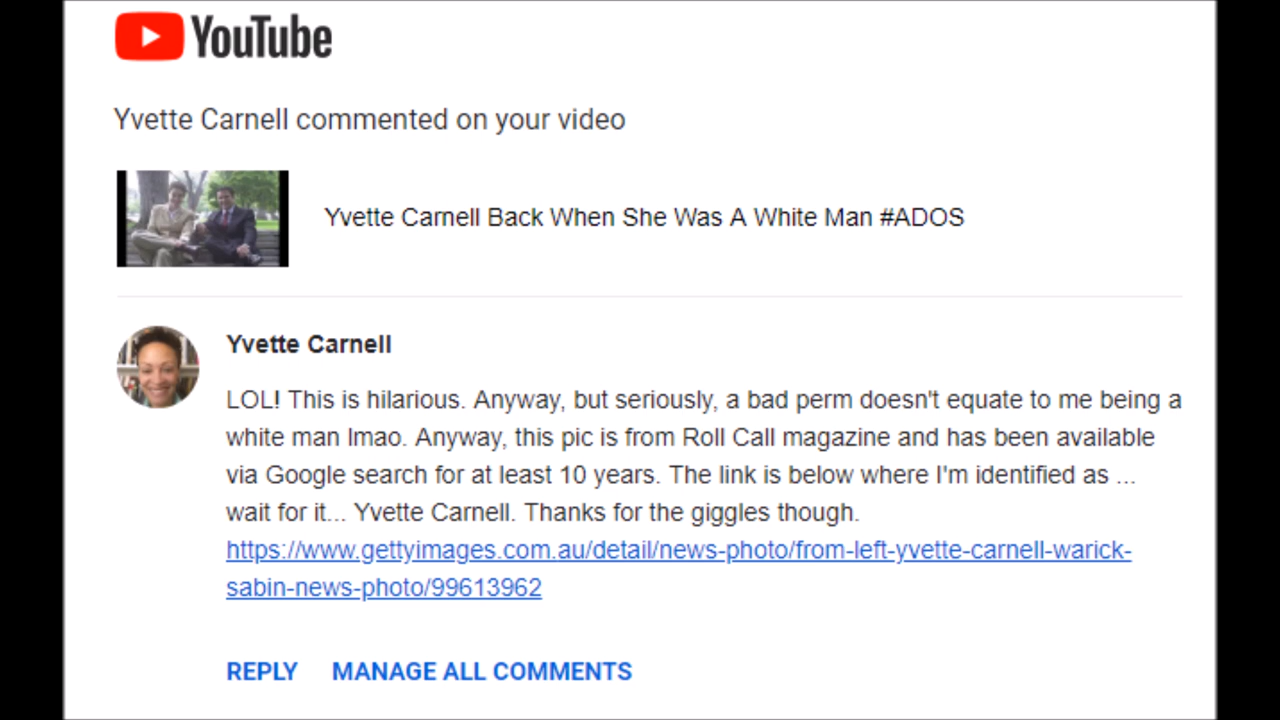 YouTube
Yvette Carnell commented on your video
Yvette Carnell Back When She Was A White Man #ADOS
Yvette Carnell
LOL! This is hilarious. Anyway, but seriously, a bad perm doesn't equate to me being a
white man lmao. Anyway, this pic is from Roll Call magazine and has been available
via Google search for at least 10 years. The link is below where I'm identified as ...
wait for it... Yvette Carnell. Thanks for the giggles though.
https://www.gettyimages.com.au/detail/news-photo/from-left-yvette-carnell-warick-
sabin-news-photo/99613962
REPLY MANAGE ALL COMMENTS